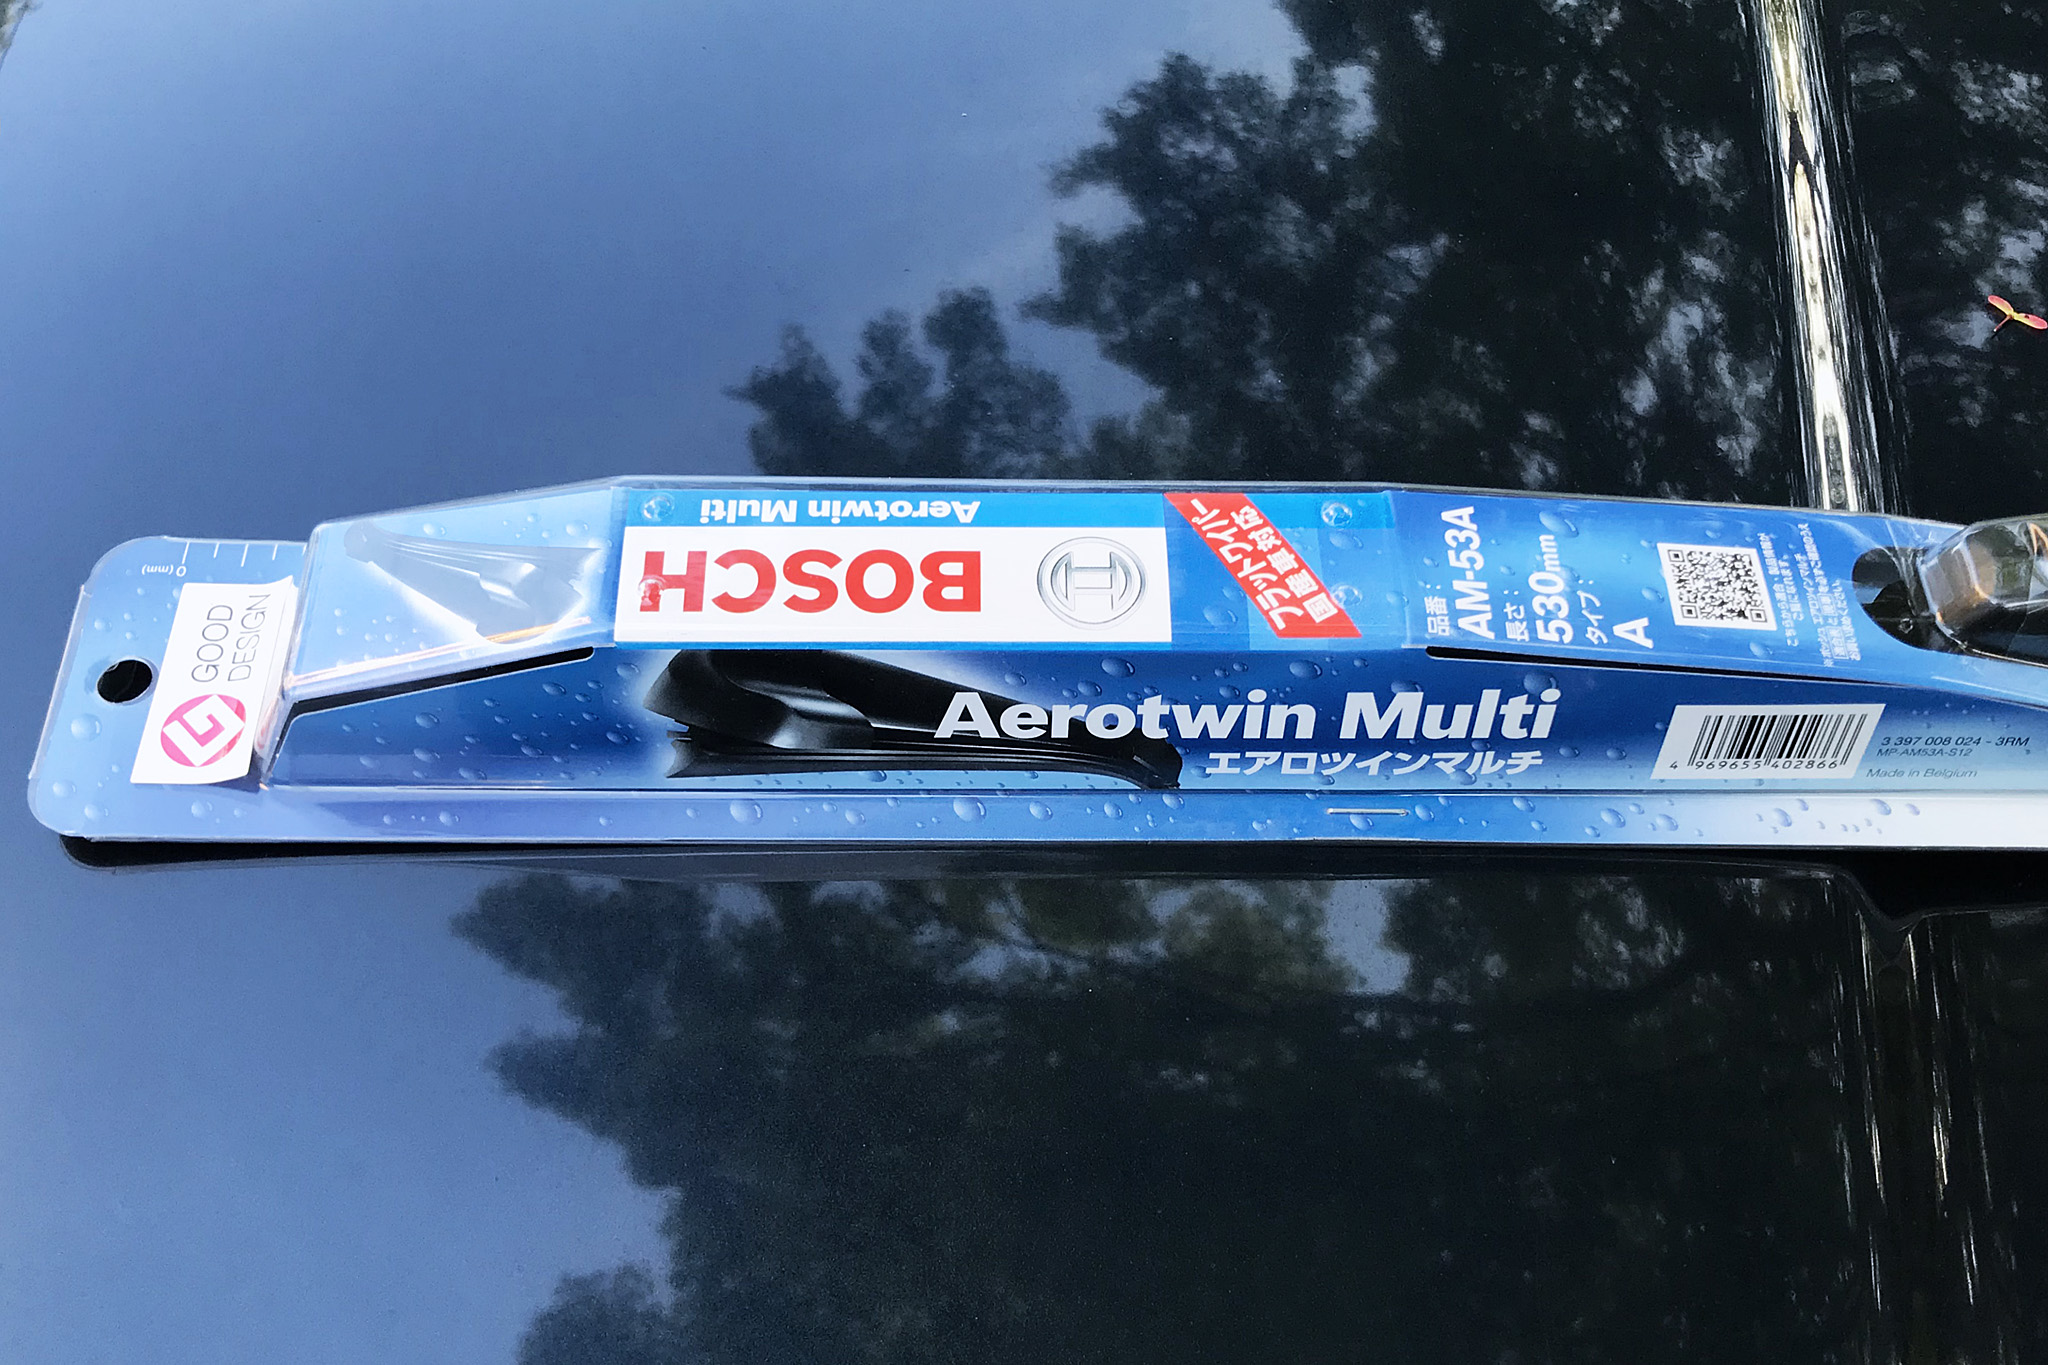 0 (mm)
GOOD
DESIGN
Aerotwin Multi
BOSCH
フラットワイパー
国産車対応
品番：
AM-53A
長さ：
530mm
タイプ：
A
Aerotwin Multi
エアロツインマルチ
4 969655 402866
3 397 008 024 - 3RM
MP-AM53A-S12
Made in Belgium